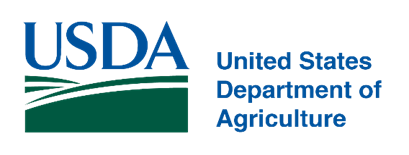 USDA
United States
Department of
Agriculture